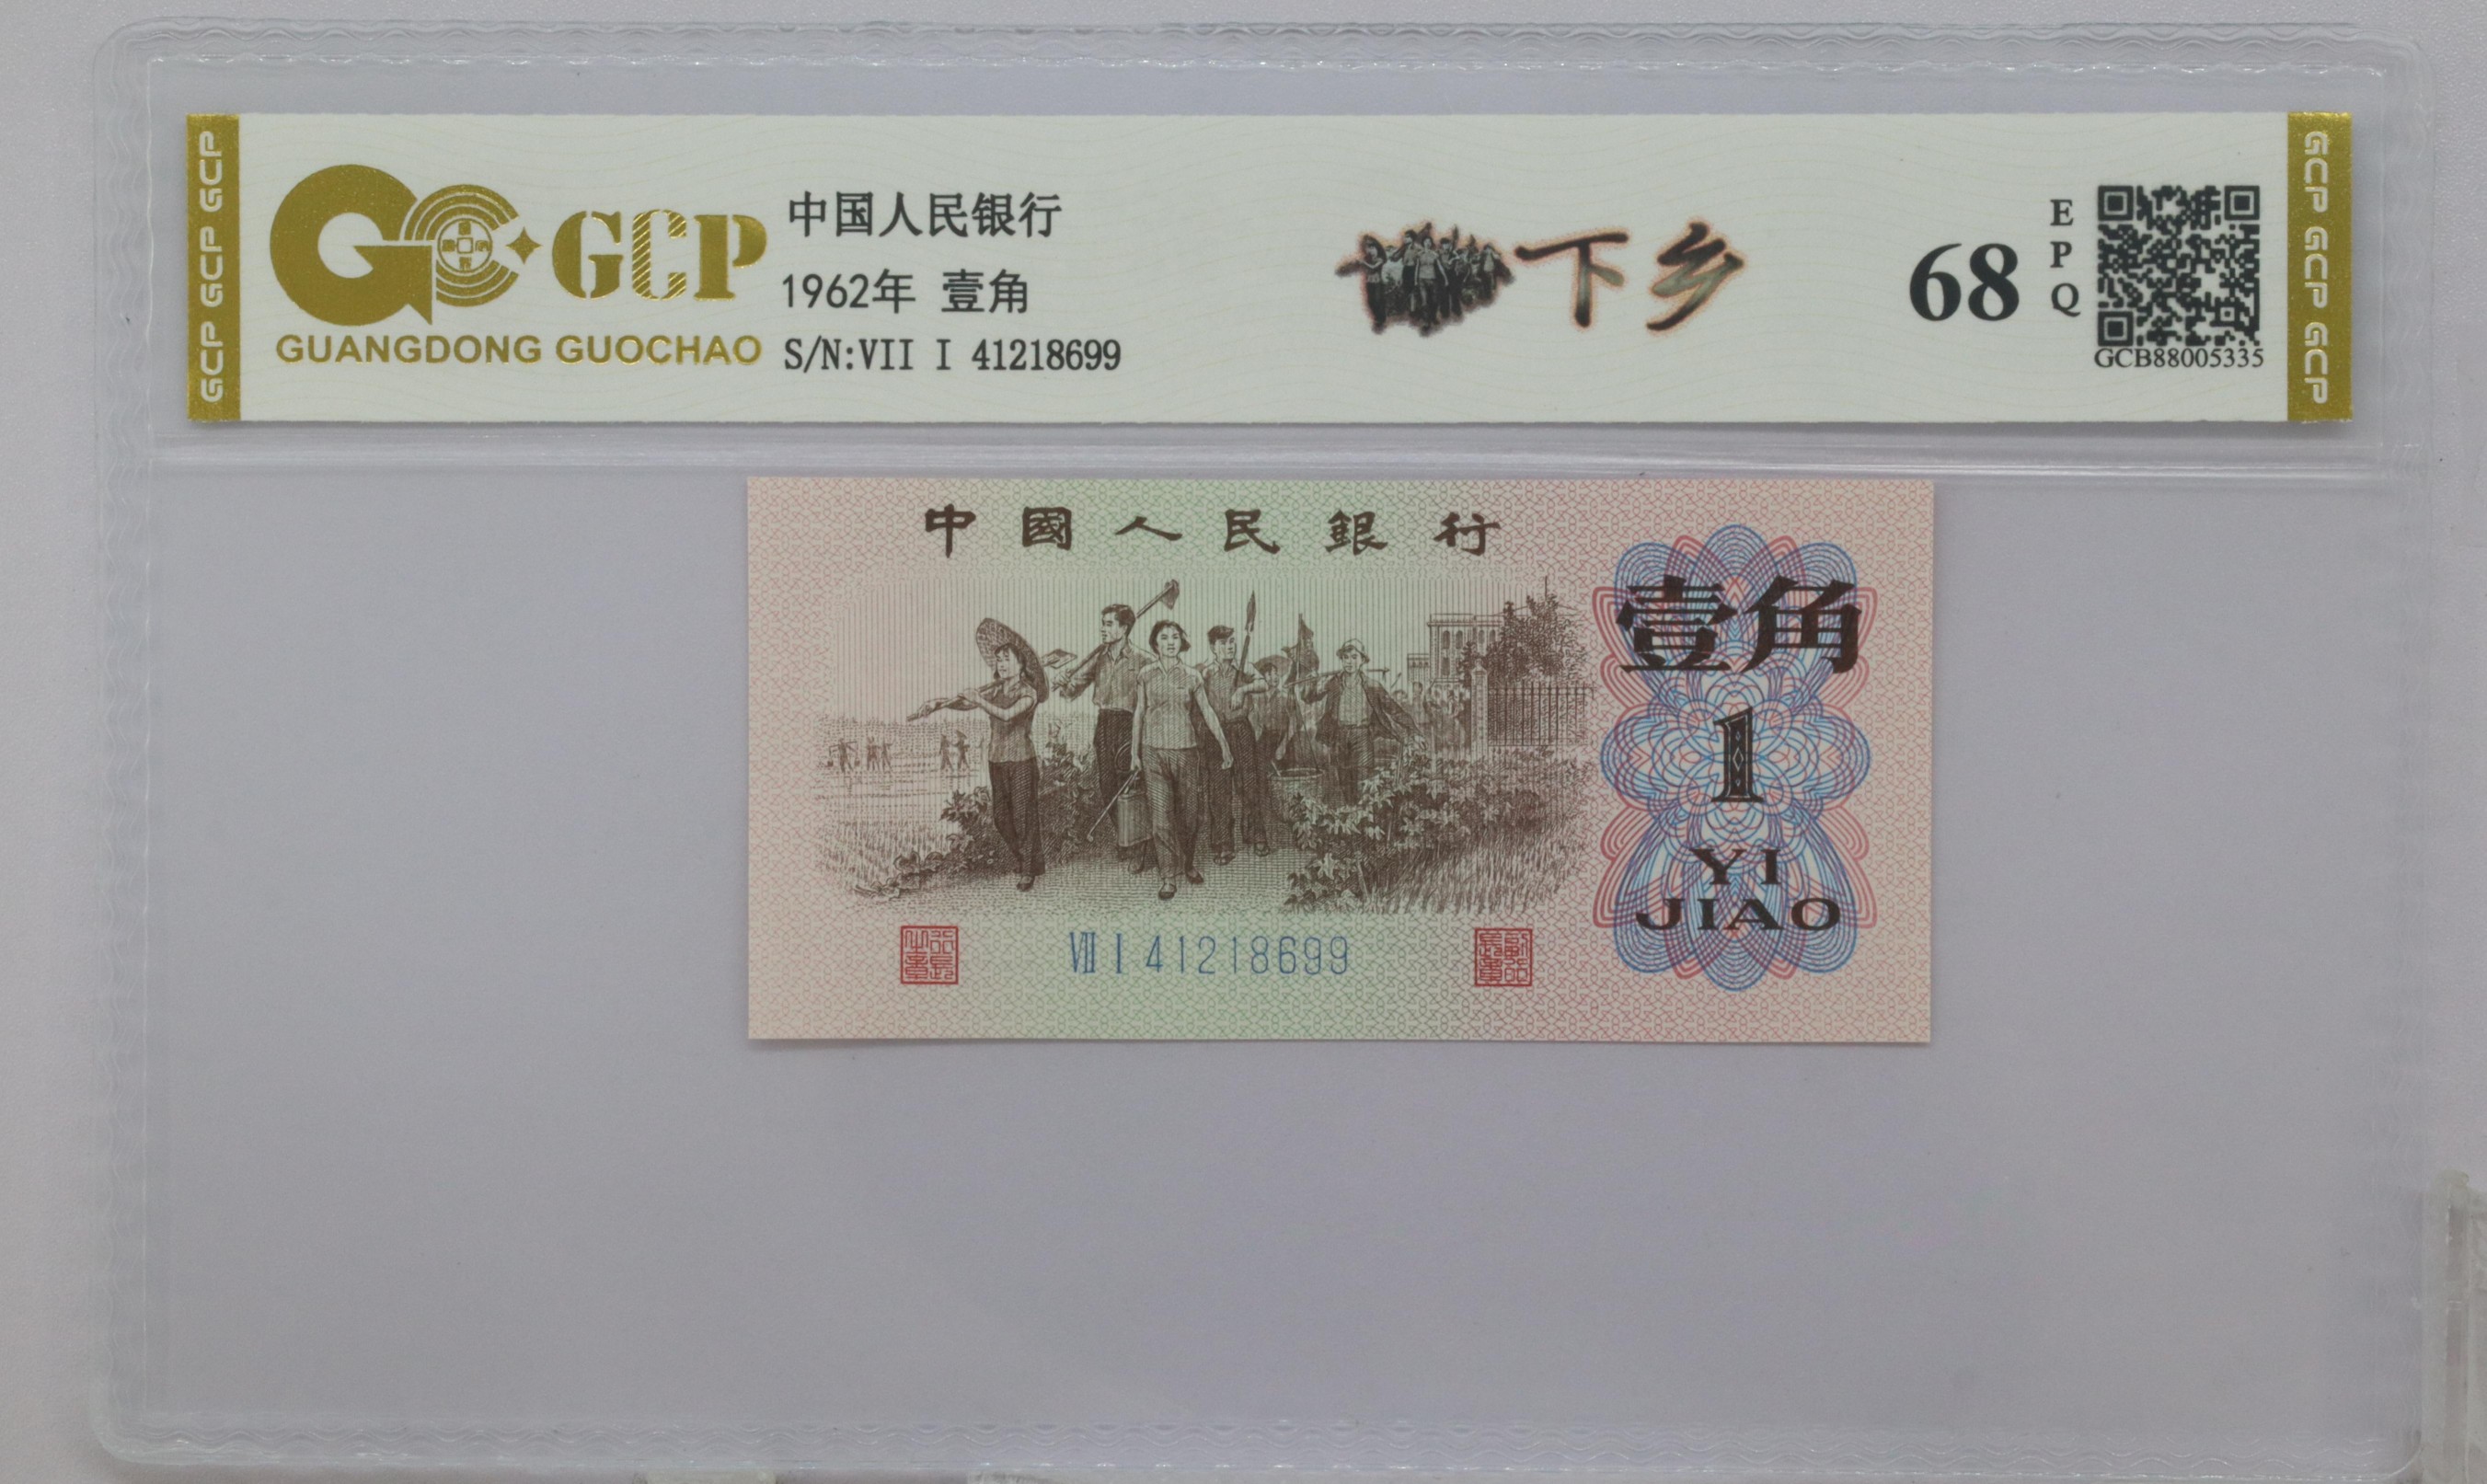 GCP GCP GCP
GCP
GUANGDONG GUOCHAO
中国人民银行
1962年 壹角
S/N:VII I 41218699
下乡
68
EPQ
GCB88005335
GCP GCP GCP
中國人民銀行
壹角
1
YI
JIAO
VII I 41218699